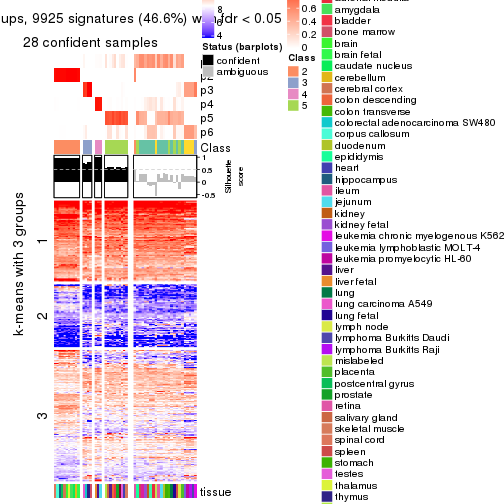 ups, 9925 signatures (46.6%) with fdr < 0.05
28 confident samples
p3
p4
p5
p6
Class
1
0.5
0
-0.5
Silhouette
score
k-means with 3 groups
1
2
3
tissue
8
6
4
Status (barplots)
confident
ambiguous
0.6
0.4
0.2
0
Class
2
3
4
5
amygdala
bladder
bone marrow
brain
brain fetal
caudate nucleus
cerebellum
cerebral cortex
colon descending
colon transverse
colorectal adenocarcinoma SW480
corpus callosum
duodenum
epididymis
heart
hippocampus
ileum
jejunum
kidney
kidney fetal
leukemia chronic myelogenous K562
leukemia lymphoblastic MOLT-4
leukemia promyelocytic HL-60
liver
liver fetal
lung
lung carcinoma A549
lung fetal
lymph node
lymphoma Burkitts Daudi
lymphoma Burkitts Raji
mislabeled
placenta
postcentral gyrus
prostate
retina
salivary gland
skeletal muscle
spinal cord
spleen
stomach
testes
thalamus
thymus